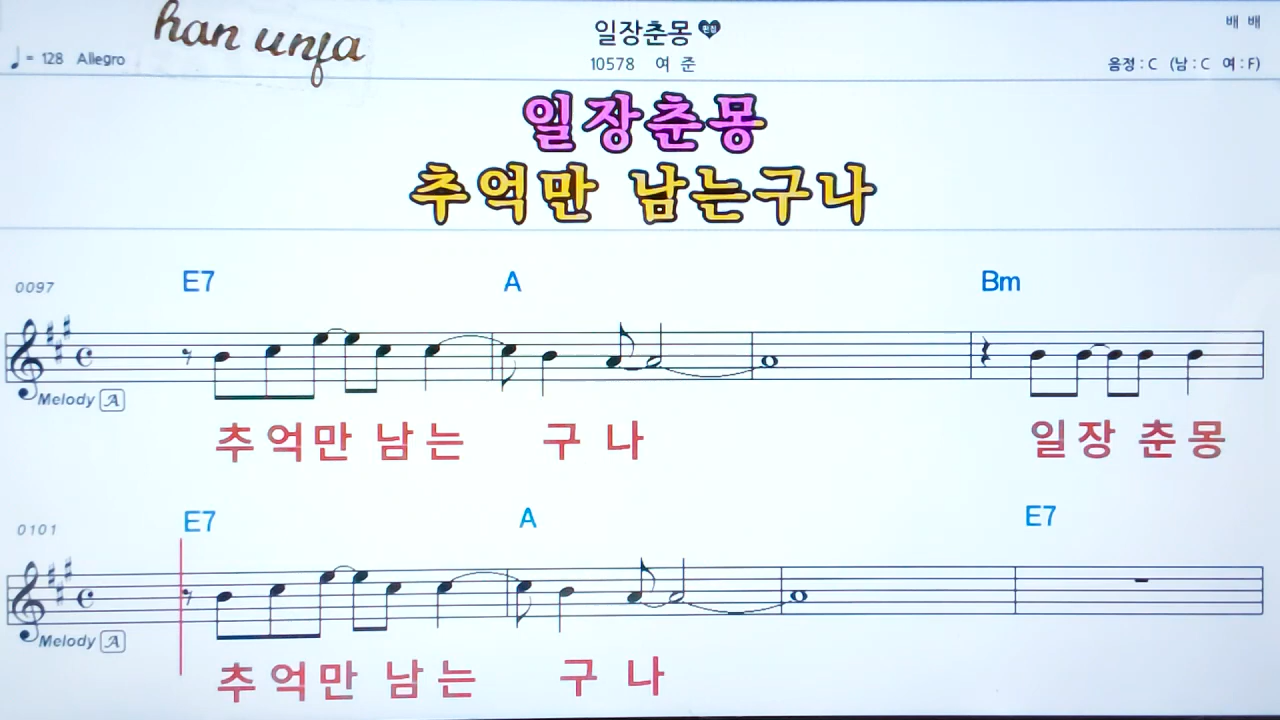 han unja
일장춘몽 편집
배 배
♩= 128 Allegro
10578 여 준
음정 : C (남 : C 여 : F)
일장춘몽
추억만 남는구나
0097 E7 A Bm
Melody A
추 억 만 남 는 구 나 일 장 춘 몽
0101 E7 A E7
Melody A
추 억 만 남 는 구 나